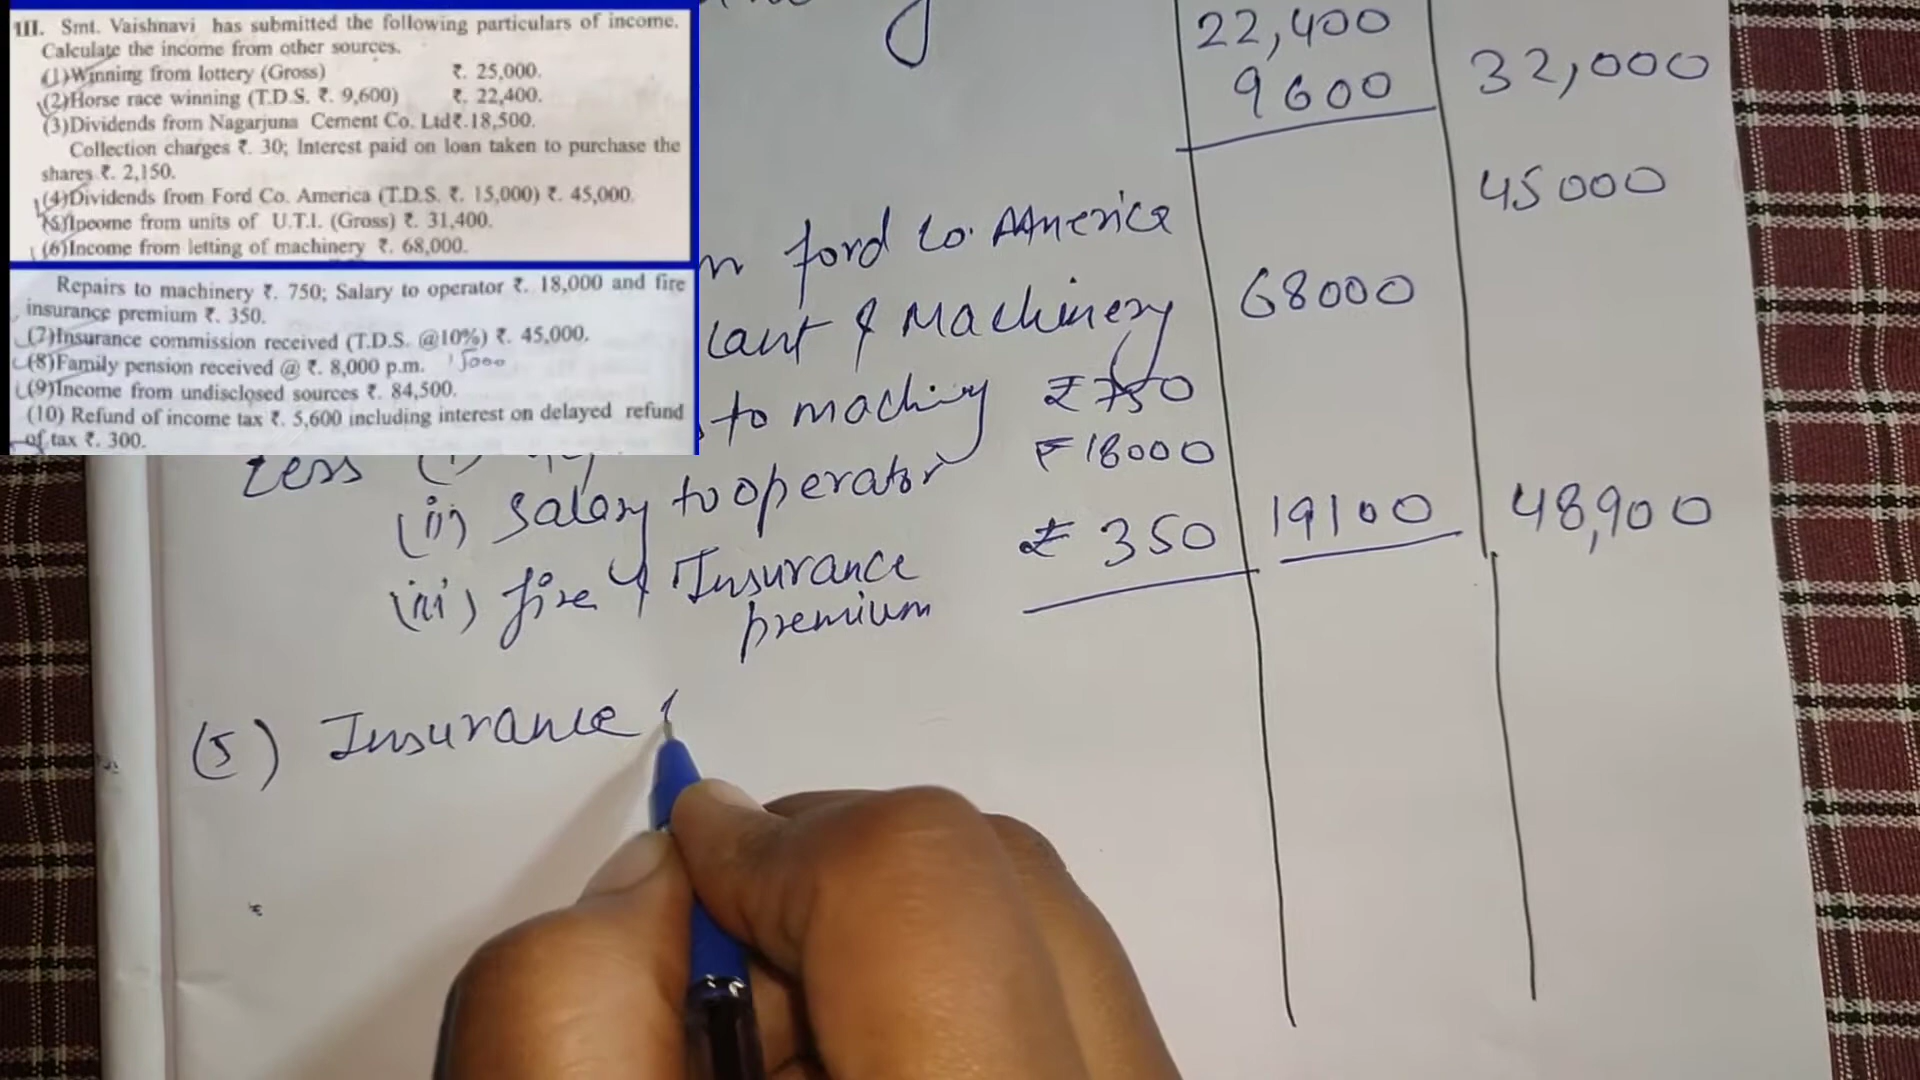 III. Smt. Vaishnavi has submitted the following particulars of income.
Calculate the income from other sources.
(1)Winning from lottery (Gross) ₹. 25,000.
(2)Horse race winning (T.D.S. ₹. 9,600) ₹. 22,400.
(3)Dividends from Nagarjuna Cement Co. Ltd₹.18,500.
Collection charges ₹. 30; Interest paid on loan taken to purchase the
shares ₹. 2,150.
(4)Dividends from Ford Co. America (T.D.S. ₹. 15,000) ₹. 45,000.
(5)Income from units of U.T.I. (Gross) ₹. 31,400.
(6)Income from letting of machinery ₹. 68,000.
Repairs to machinery ₹. 750; Salary to operator ₹. 18,000 and fire
insurance premium ₹. 350.
(7)Insurance commission received (T.D.S. @10%) ₹. 45,000.
(8)Family pension received @ ₹. 8,000 p.m. 15000
(9)Income from undisclosed sources ₹. 84,500.
(10) Refund of income tax ₹. 5,600 including interest on delayed refund
of tax ₹. 300.
22,400
9600 32,000
ford Co. America 45000
& Machinery 68000
to machiny ₹750
Less
(ii) Salary to operator ₹18000
(iii) fire & Insurance ₹ 350 19100 48,900
premium
(5) Insurance